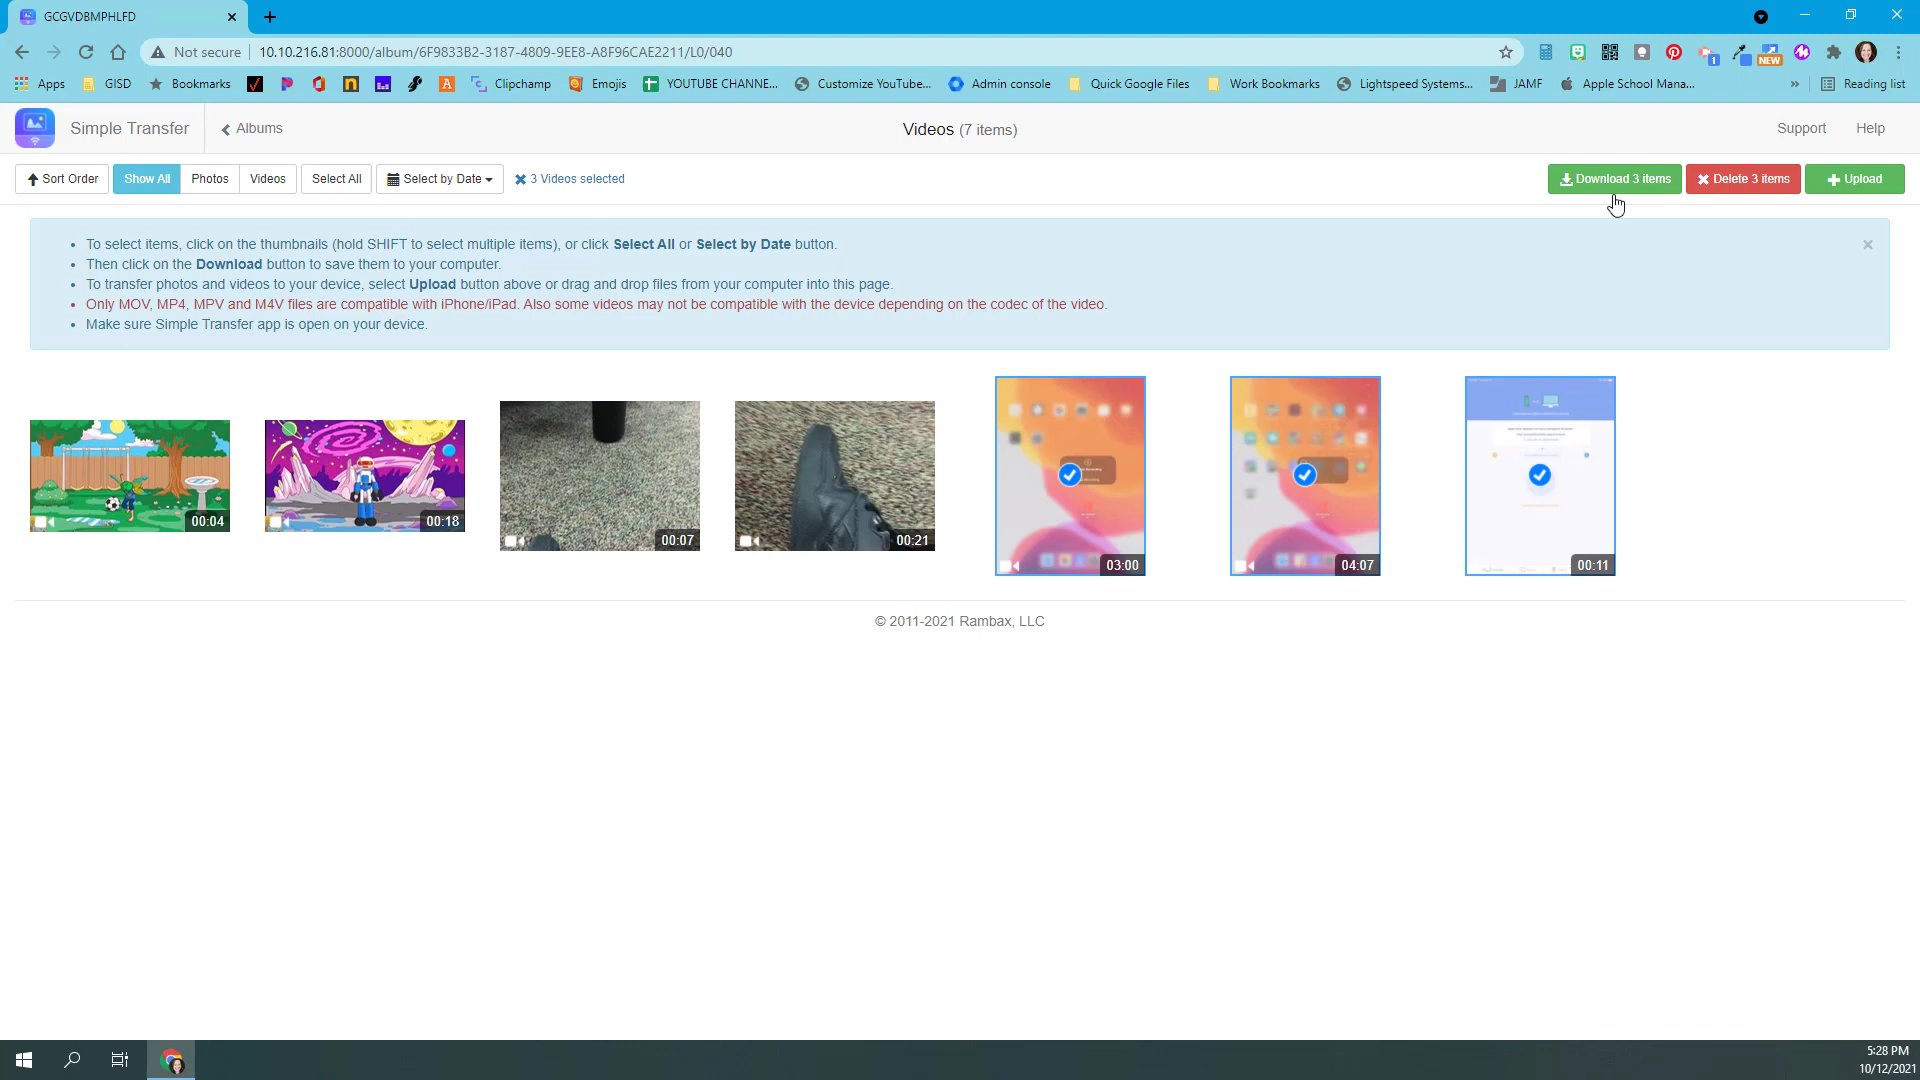 GCGVDBMPHLFD
Not secure
10.10.216.81:8000/album/6F9833B2-3187-4809-9EE8-A8F96CAE2211/L0/040
1
NEW
Apps
GISD
Bookmarks
Clipchamp
Emojis
YOUTUBE CHANNE...
Customize YouTube...
Admin console
Quick Google Files
Work Bookmarks
Lightspeed Systems...
JAMF
Apple School Mana...
»
Reading list
Simple Transfer
Albums
Videos (7 items)
Support
Help
Sort Order
Show All
Photos
Videos
Select All
Select by Date
3 Videos selected
Download 3 items
Delete 3 items
Upload
• To select items, click on the thumbnails (hold SHIFT to select multiple items), or click Select All or Select by Date button.
• Then click on the Download button to save them to your computer.
• To transfer photos and videos to your device, select Upload button above or drag and drop files from your computer into this page.
• Only MOV, MP4, MPV and M4V files are compatible with iPhone/iPad. Also some videos may not be compatible with the device depending on the codec of the video.
• Make sure Simple Transfer app is open on your device.
00:04
00:18
00:07
00:21
03:00
04:07
00:11
© 2011-2021 Rambax, LLC
5:28 PM
10/12/2021